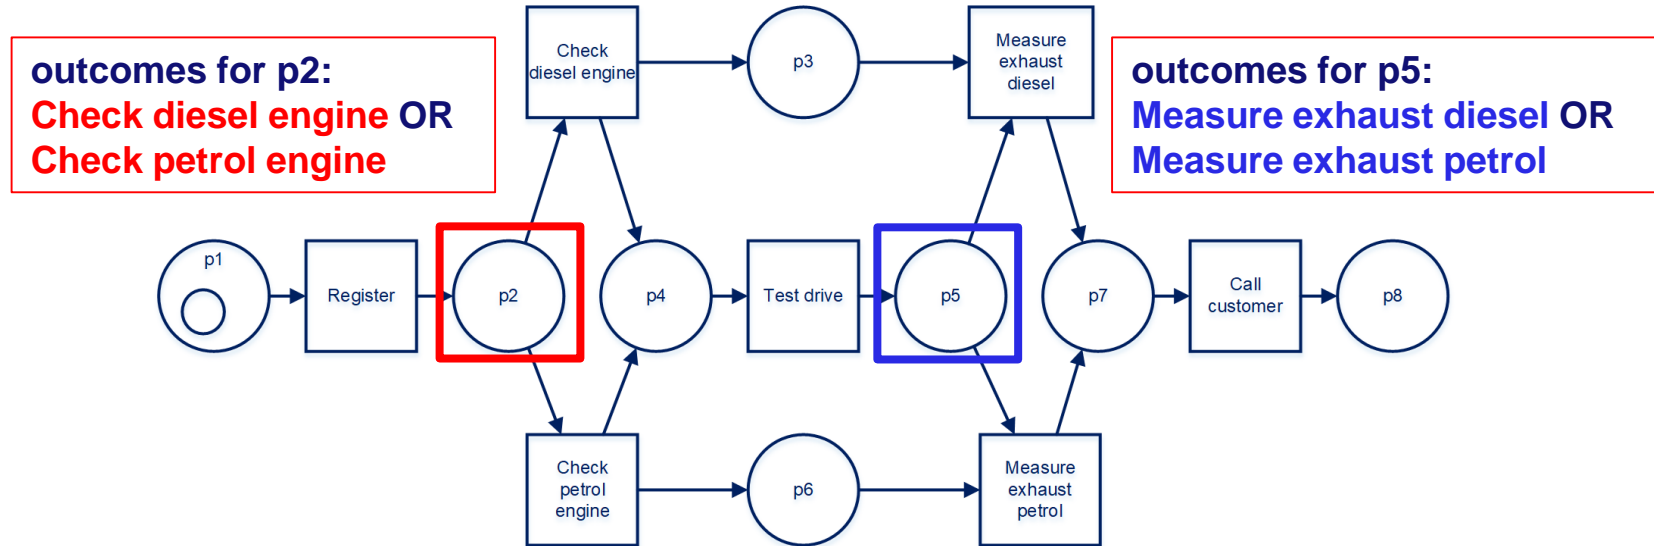 outcomes for p2:
Check diesel engine OR
Check petrol engine
Check
diesel engine
p3
Measure
exhaust
diesel
outcomes for p5:
Measure exhaust diesel OR
Measure exhaust petrol
p1
Register
p2
p4
Test drive
p5
p7
Call
customer
p8
Check
petrol
engine
p6
Measure
exhaust
petrol